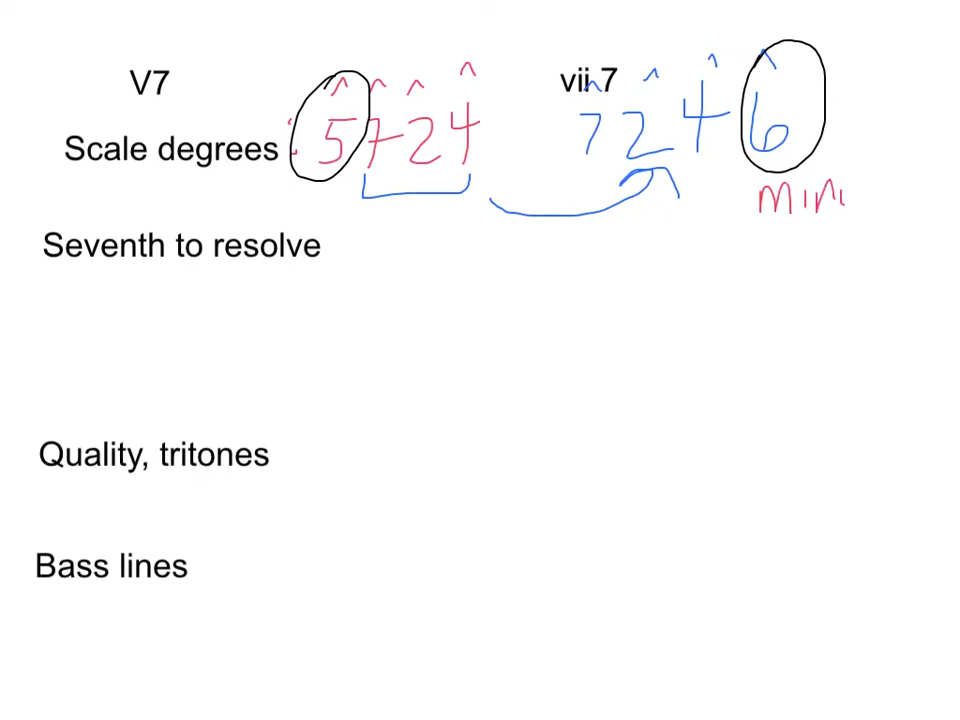 V7 vii 7
Scale degrees : 5 7 2 4 7 2 4 6
mini
Seventh to resolve
Quality, tritones
Bass lines